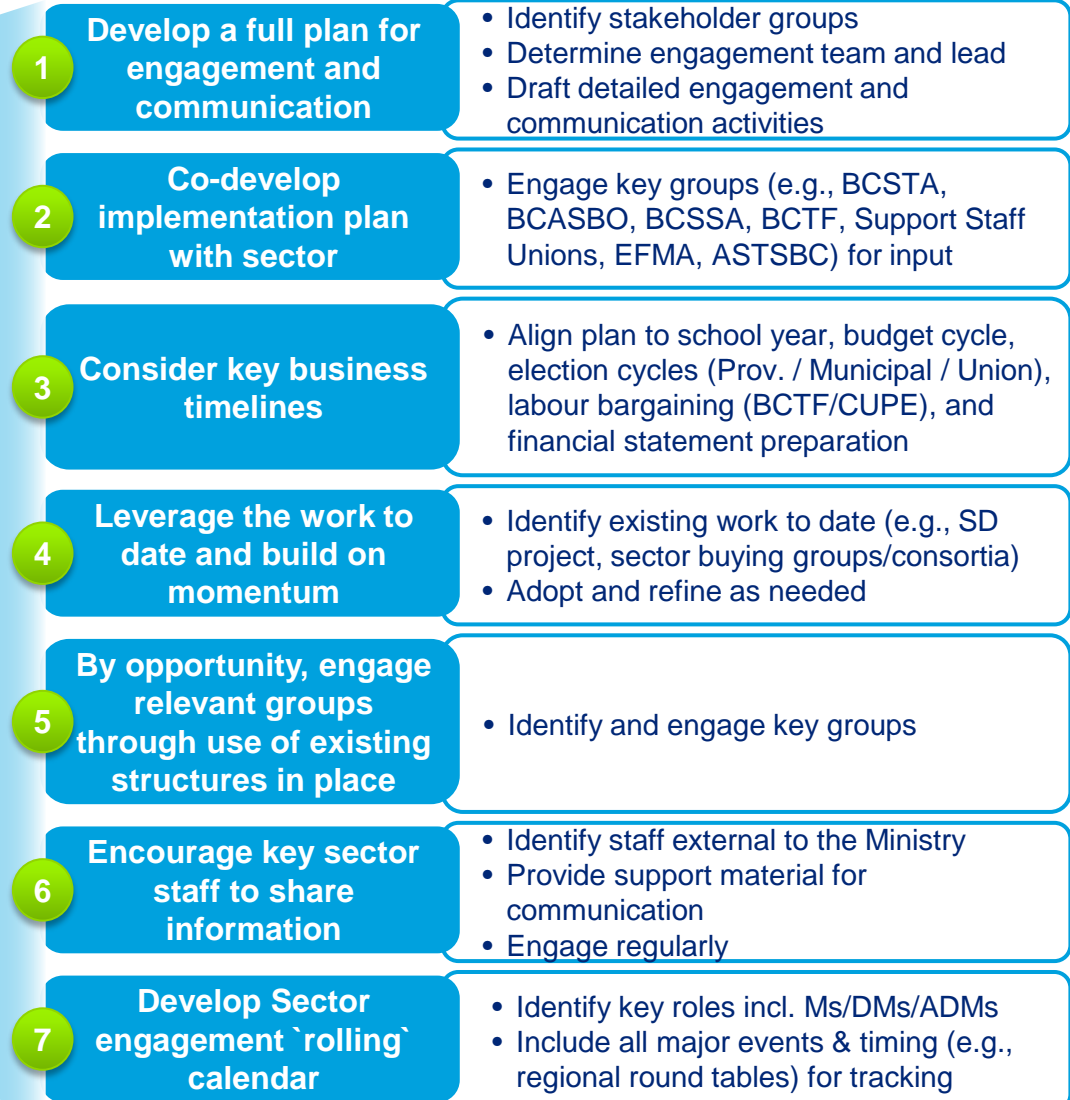 1
Develop a full plan for
engagement and
communication
• Identify stakeholder groups
• Determine engagement team and lead
• Draft detailed engagement and
communication activities
2
Co-develop
implementation plan
with sector
• Engage key groups (e.g., BCSTA,
BCASBO, BCSSA, BCTF, Support Staff
Unions, EFMA, ASTSBC) for input
3
Consider key business
timelines
• Align plan to school year, budget cycle,
election cycles (Prov. / Municipal / Union),
labour bargaining (BCTF/CUPE), and
financial statement preparation
4
Leverage the work to
date and build on
momentum
• Identify existing work to date (e.g., SD
project, sector buying groups/consortia)
• Adopt and refine as needed
5
By opportunity, engage
relevant groups
through use of existing
structures in place
• Identify and engage key groups
6
Encourage key sector
staff to share
information
• Identify staff external to the Ministry
• Provide support material for
communication
• Engage regularly
7
Develop Sector
engagement `rolling`
calendar
• Identify key roles incl. Ms/DMs/ADMs
• Include all major events & timing (e.g.,
regional round tables) for tracking